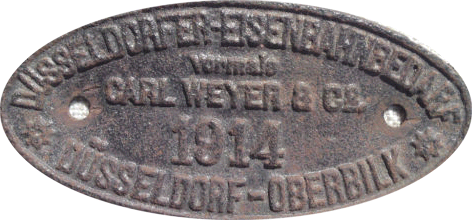 DÜSSELDORFER-EISENBAHNBEDARF
Vormals
CARL WEYER & CO.
1914
DÜSSELDORF-OBERBILK